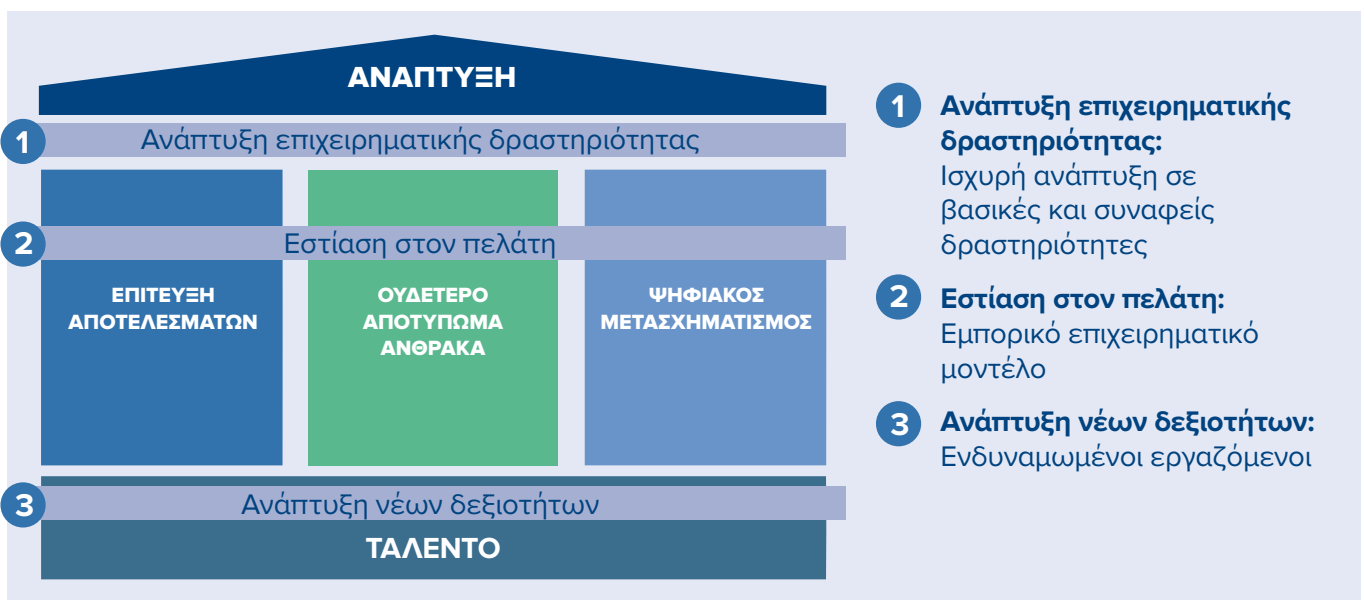 ΑΝΑΠΤΥΞΗ
1 Ανάπτυξη επιχειρηματικής δραστηριότητας
2 Εστίαση στον πελάτη
ΕΠΙΤΕΥΞΗ
ΑΠΟΤΕΛΕΣΜΑΤΩΝ
ΟΥΔΕΤΕΡΟ
ΑΠΟΤΥΠΩΜΑ
ΑΝΘΡΑΚΑ
ΨΗΦΙΑΚΟΣ
ΜΕΤΑΣΧΗΜΑΤΙΣΜΟΣ
3 Ανάπτυξη νέων δεξιοτήτων
ΤΑΛΕΝΤΟ
1 Ανάπτυξη επιχειρηματικής
δραστηριότητας:
Ισχυρή ανάπτυξη σε
βασικές και συναφείς
δραστηριότητες
2 Εστίαση στον πελάτη:
Εμπορικό επιχειρηματικό
μοντέλο
3 Ανάπτυξη νέων δεξιοτήτων:
Ενδυναμωμένοι εργαζόμενοι